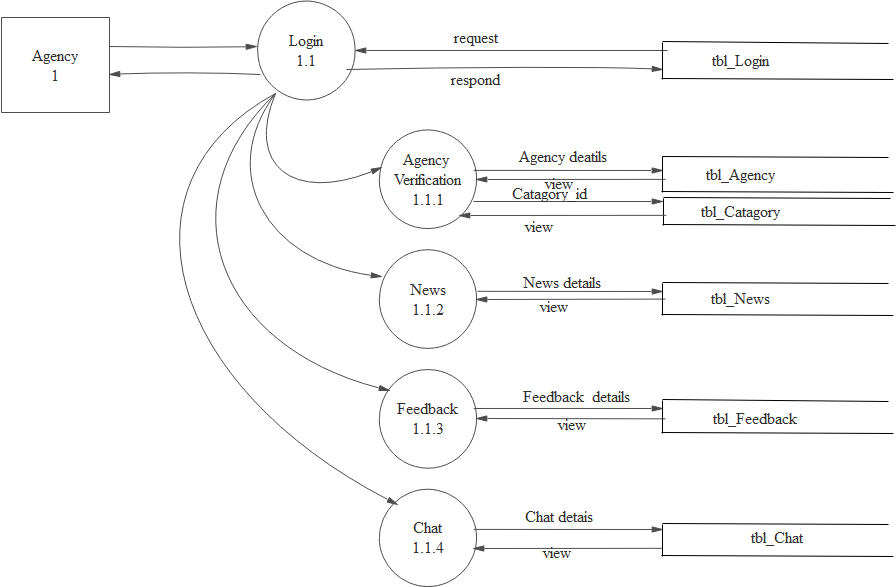 Agency
1
Login
1.1
request
respond
tbl_Login
Agency
Verification
1.1.1
Agency deatils
view
tbl_Agency
Catagory_id
view
tbl_Catagory
News
1.1.2
News details
view
tbl_News
Feedback
1.1.3
Feedback details
view
tbl_Feedback
Chat
1.1.4
Chat detais
view
tbl_Chat